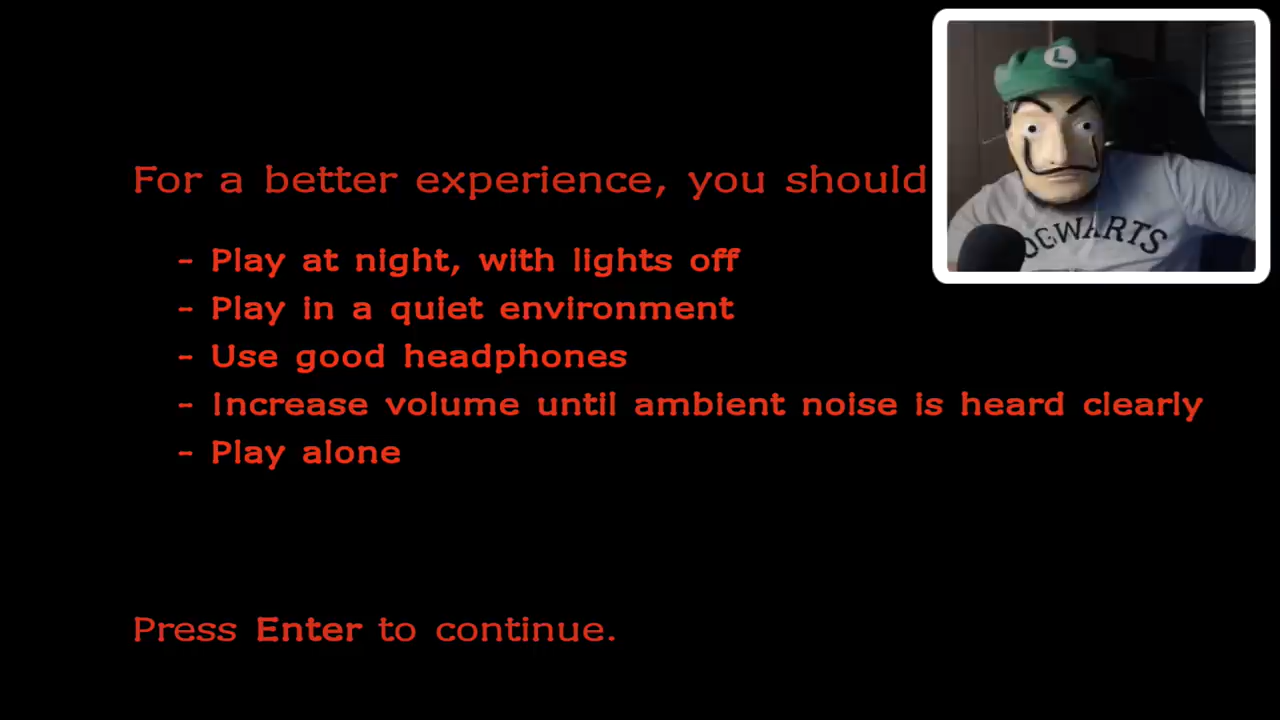 For a better experience, you should
- Play at night, with lights off
- Play in a quiet environment
- Use good headphones
- Increase volume until ambient noise is heard clearly
- Play alone
Press Enter to continue.
L
OGWARTS